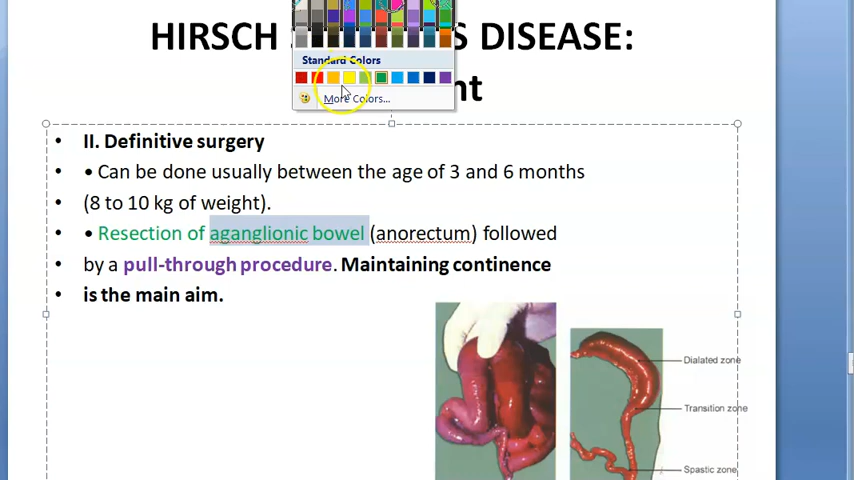 HIRSCH S DISEASE:
nt
Standard Colors
More Colors...
• II. Definitive surgery
• • Can be done usually between the age of 3 and 6 months
• (8 to 10 kg of weight).
• • Resection of aganglionic bowel (anorectum) followed
• by a pull-through procedure. Maintaining continence
• is the main aim.
Dialated zone
Transition zone
Spastic zone